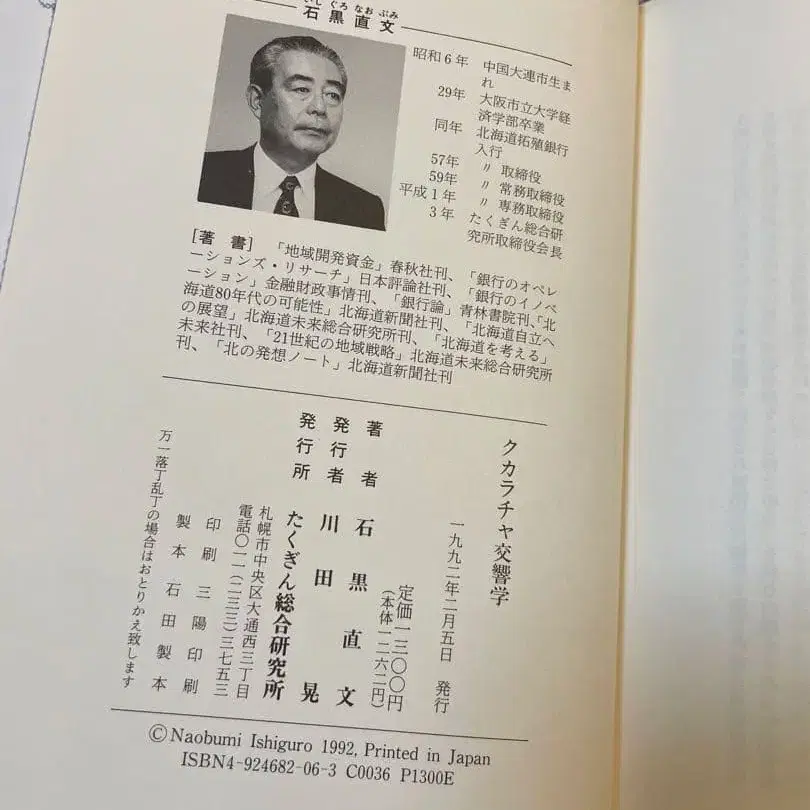 いしぐろなおぶみ
石黒直文
昭和6年 中国大連市生まれ
29年 大阪市立大学経済学部卒業
同年 北海道拓殖銀行入行
57年 〃 取締役
59年 〃 常務取締役
平成1年 〃 専務取締役
3年 たくぎん総合研究所取締役会長
[著書]「地域開発資金」春秋社刊、「銀行のオペレ
ーションズ・リサーチ」日本評論社刊、「銀行のイノベ
ーション」金融財政事情刊、「銀行論」青林書院刊、「北
海道80年代の可能性」北海道新聞社刊、「北海道自立へ
の展望」北海道未来総合研究所刊、「北海道を考える」
未来社刊、「21世紀の地域戦略」北海道未来総合研究所
刊、「北の発想ノート」北海道新聞社刊
クカラチャ交響学
一九九二年二月五日 発行
定価一三〇〇円
(本体一二六二円)
著者 石黒直文
発行者 川田晃
発行所 たくぎん総合研究所
札幌市中央区大通西三丁目
電話〇一一(二三三)三七五三
印刷 三陽印刷
製本 石田製本
万一落丁乱丁の場合はおとりかえ致します
©Naobumi Ishiguro 1992, Printed in Japan
ISBN4-924682-06-3 C0036 P1300E